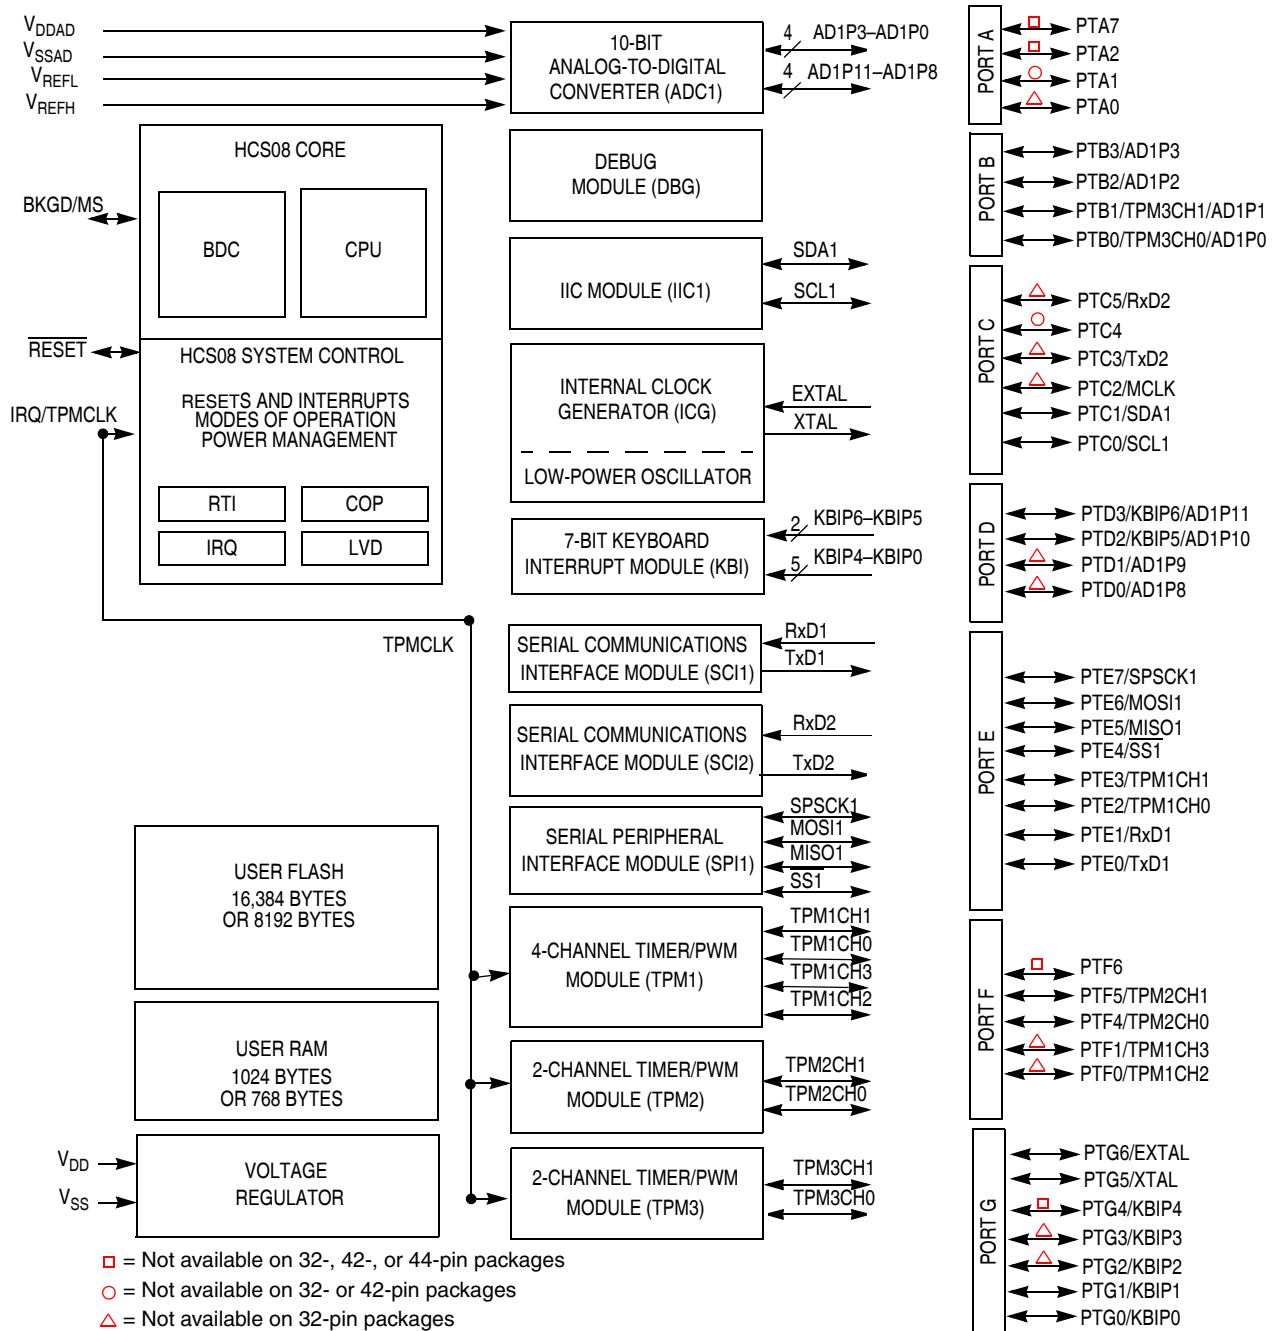 VDDAD
VSSAD
VREFL
VREFH
10-BIT
ANALOG-TO-DIGITAL
CONVERTER (ADC1)
4 AD1P3–AD1P0
4 AD1P11–AD1P8
HCS08 CORE
BDC
CPU
BKGD/MS
RESET
IRQ/TPMCLK
HCS08 SYSTEM CONTROL
RESETS AND INTERRUPTS
MODES OF OPERATION
POWER MANAGEMENT
RTI
COP
IRQ
LVD
TPMCLK
DEBUG
MODULE (DBG)
IIC MODULE (IIC1)
SDA1
SCL1
INTERNAL CLOCK
GENERATOR (ICG)
LOW-POWER OSCILLATOR
EXTAL
XTAL
7-BIT KEYBOARD
INTERRUPT MODULE (KBI)
2 KBIP6–KBIP5
5 KBIP4–KBIP0
SERIAL COMMUNICATIONS
INTERFACE MODULE (SCI1)
RxD1
TxD1
SERIAL COMMUNICATIONS
INTERFACE MODULE (SCI2)
RxD2
TxD2
SERIAL PERIPHERAL
INTERFACE MODULE (SPI1)
SPSCK1
MOSI1
MISO1
SS1
4-CHANNEL TIMER/PWM
MODULE (TPM1)
TPM1CH1
TPM1CH0
TPM1CH3
TPM1CH2
2-CHANNEL TIMER/PWM
MODULE (TPM2)
TPM2CH1
TPM2CH0
2-CHANNEL TIMER/PWM
MODULE (TPM3)
TPM3CH1
TPM3CH0
USER FLASH
16,384 BYTES
OR 8192 BYTES
USER RAM
1024 BYTES
OR 768 BYTES
VDD
VSS
VOLTAGE
REGULATOR
PORT A
PTA7
PTA2
PTA1
PTA0
PORT B
PTB3/AD1P3
PTB2/AD1P2
PTB1/TPM3CH1/AD1P1
PTB0/TPM3CH0/AD1P0
PORT C
PTC5/RxD2
PTC4
PTC3/TxD2
PTC2/MCLK
PTC1/SDA1
PTC0/SCL1
PORT D
PTD3/KBIP6/AD1P11
PTD2/KBIP5/AD1P10
PTD1/AD1P9
PTD0/AD1P8
PORT E
PTE7/SPSCK1
PTE6/MOSI1
PTE5/MISO1
PTE4/SS1
PTE3/TPM1CH1
PTE2/TPM1CH0
PTE1/RxD1
PTE0/TxD1
PORT F
PTF6
PTF5/TPM2CH1
PTF4/TPM2CH0
PTF1/TPM1CH3
PTF0/TPM1CH2
PORT G
PTG6/EXTAL
PTG5/XTAL
PTG4/KBIP4
PTG3/KBIP3
PTG2/KBIP2
PTG1/KBIP1
PTG0/KBIP0
= Not available on 32-, 42-, or 44-pin packages
= Not available on 32- or 42-pin packages
= Not available on 32-pin packages